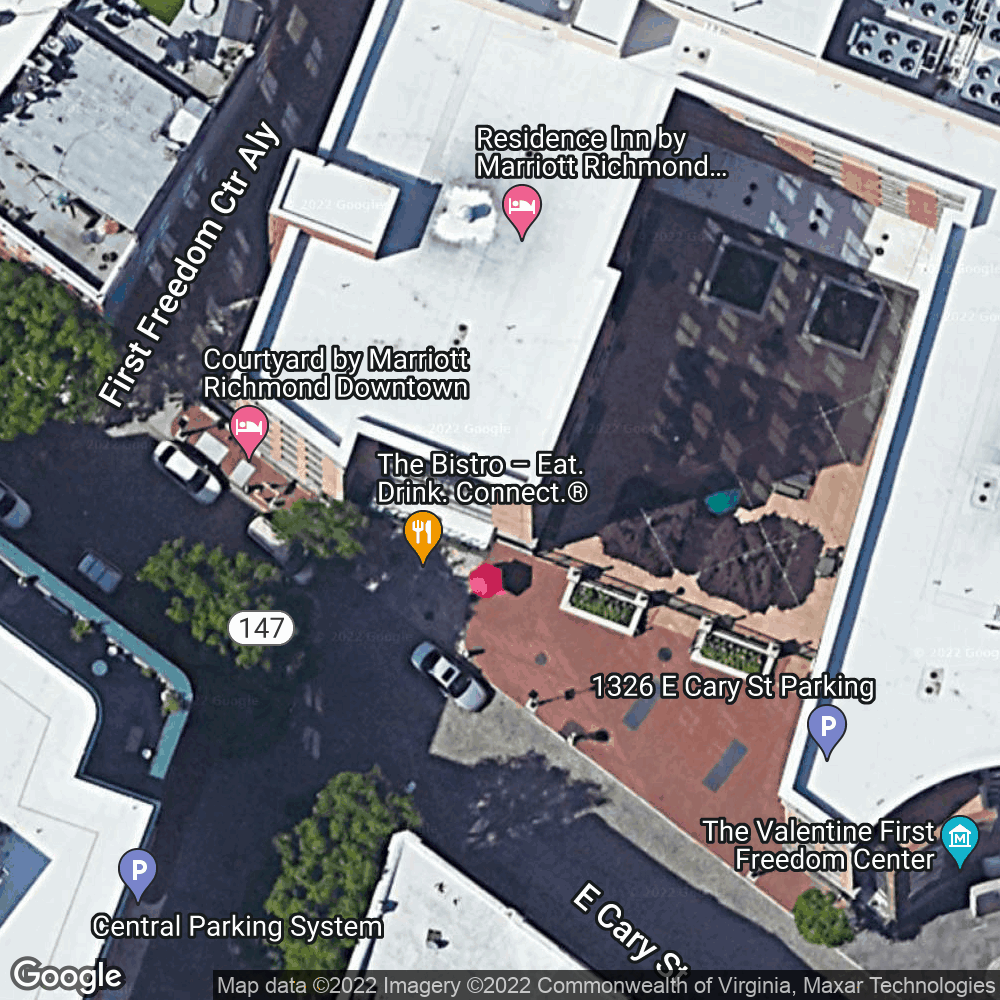 Residence Inn by
Marriott Richmond...
First Freedom Ctr Aly
© 2022 Google
Courtyard by Marriott
Richmond Downtown
The Bistro – Eat.
Drink. Connect.®
147
1326 E Cary St Parking
P
The Valentine First
Freedom Center
M
P
Central Parking System
E Cary St
Google
Map data ©2022 Imagery ©2022 Commonwealth of Virginia, Maxar Technologies